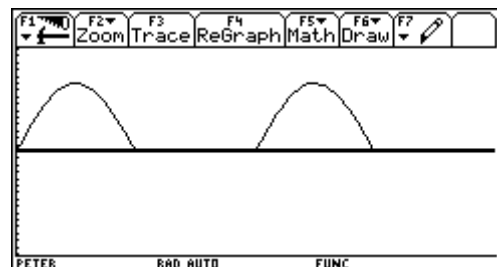 F1 F2 F3 F4 F5 F6 F7
Zoom Trace ReGraph Math Draw
PETER RAD AUTO FUNC